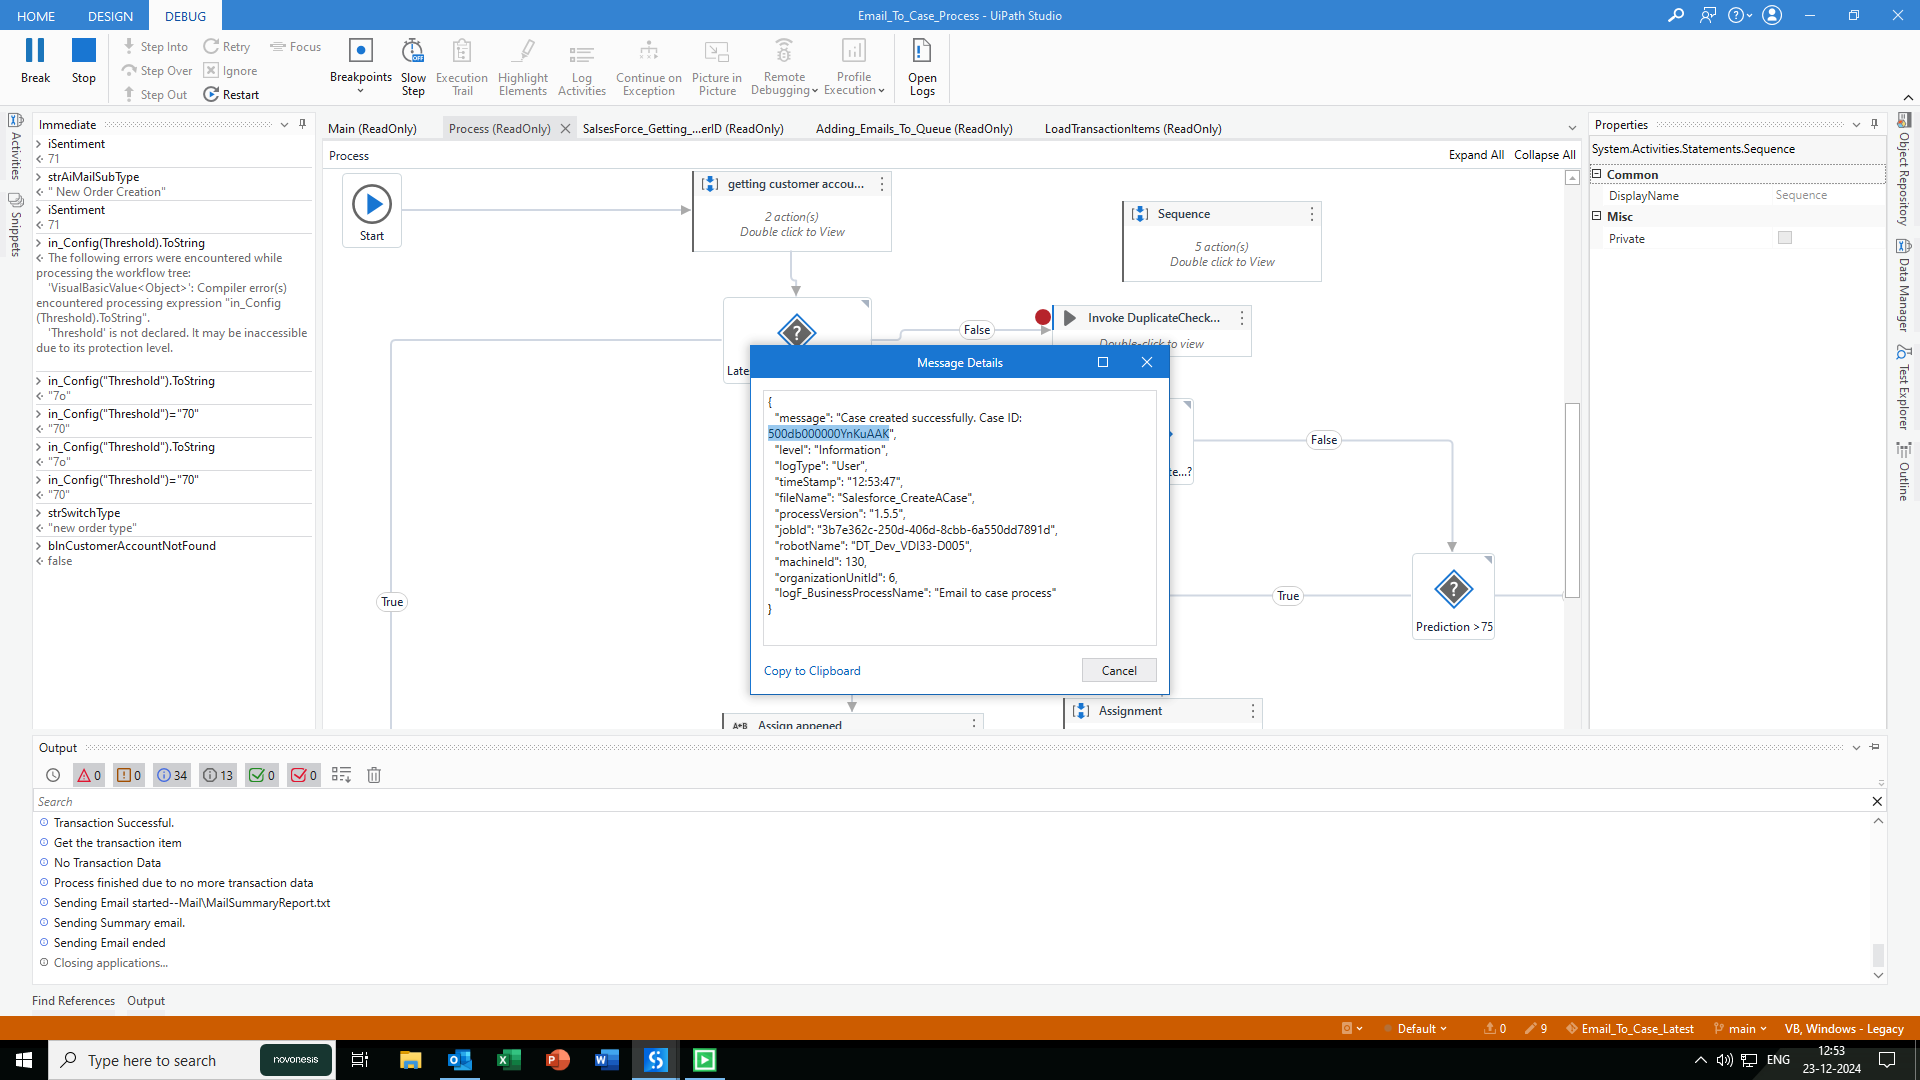 HOME
DESIGN
DEBUG
Email_To_Case_Process - UiPath Studio
Break
Stop
Step Into
Step Over
Step Out
Retry
Ignore
Restart
Focus
Breakpoints
Slow
Step
Execution
Trail
Highlight
Elements
Log
Activities
Continue on
Exception
Picture in
Picture
Remote
Debugging
Profile
Execution
Open
Logs
Activities
Snippets
Immediate
iSentiment
71
strAiMailSubType
" New Order Creation"
iSentiment
71
in_Config(Threshold).ToString
The following errors were encountered while
processing the workflow tree:
'VisualBasicValue<Object>': Compiler error(s)
encountered processing expression "in_Config
(Threshold).ToString".
'Threshold' is not declared. It may be inaccessible
due to its protection level.
in_Config("Threshold").ToString
"7o"
in_Config("Threshold")="70"
"70"
in_Config("Threshold").ToString
"7o"
in_Config("Threshold")="70"
"70"
strSwitchType
"new order type"
blnCustomerAccountNotFound
false
Main (ReadOnly)
Process (ReadOnly)
SalsesForce_Getting_...erID (ReadOnly)
Adding_Emails_To_Queue (ReadOnly)
LoadTransactionItems (ReadOnly)
Process
Expand All
Collapse All
Start
getting customer accou...
2 action(s)
Double click to View
Sequence
5 action(s)
Double click to View
False
Invoke DuplicateCheck...
Double-click to view
Late
True
False
te...?
True
Prediction >75
Assign appened
Assignment
Message Details
{
"message": "Case created successfully. Case ID:
500db000000YnKuAAK",
"level": "Information",
"logType": "User",
"timeStamp": "12:53:47",
"fileName": "Salesforce_CreateACase",
"processVersion": "1.5.5",
"jobId": "3b7e362c-250d-406d-8cbb-6a550dd7891d",
"robotName": "DT_Dev_VDI33-D005",
"machineId": 130,
"organizationUnitId": 6,
"logF_BusinessProcessName": "Email to case process"
}
Copy to Clipboard
Cancel
Properties
System.Activities.Statements.Sequence
Common
DisplayName
Sequence
Misc
Private
Object Repository
Data Manager
Test Explorer
Outline
Output
0
0
34
13
0
0
Search
Transaction Successful.
Get the transaction item
No Transaction Data
Process finished due to no more transaction data
Sending Email started--Mail\MailSummaryReport.txt
Sending Summary email.
Sending Email ended
Closing applications...
Find References
Output
Default
0
9
Email_To_Case_Latest
main
VB, Windows - Legacy
Type here to search
novonesis
ENG
12:53
23-12-2024